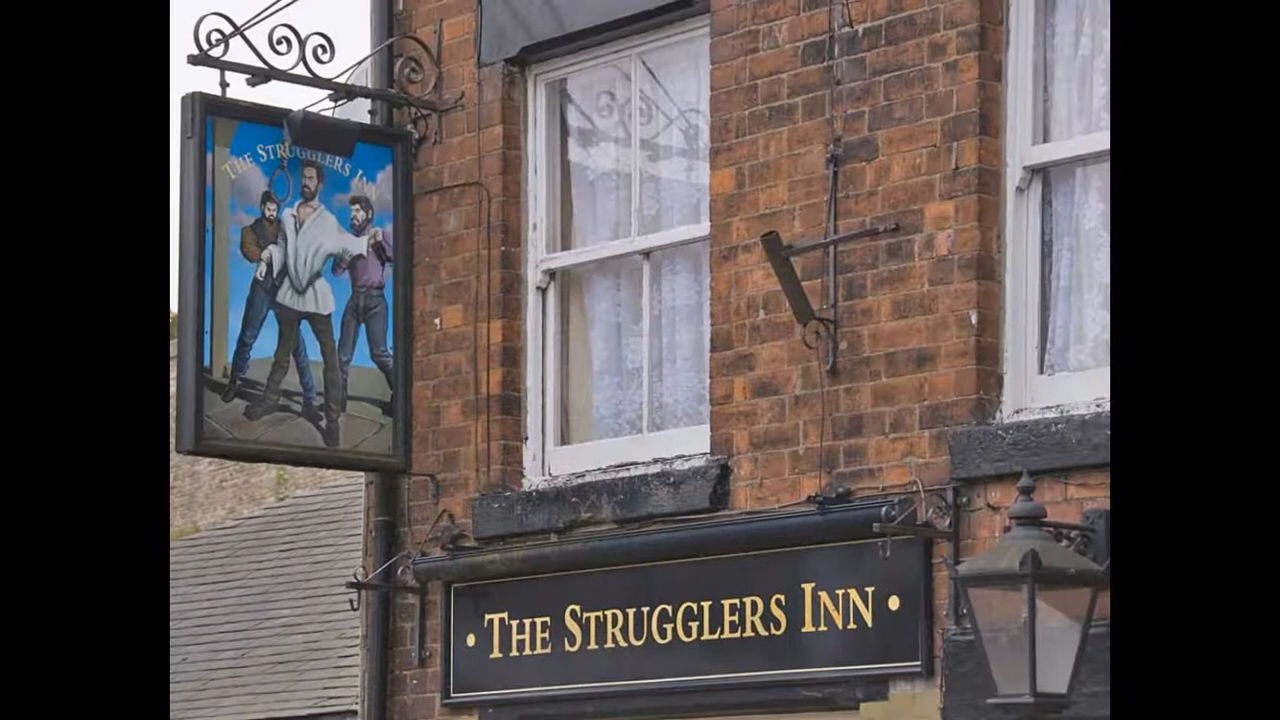 THE STRUGGLERS INN
• THE STRUGGLERS INN •